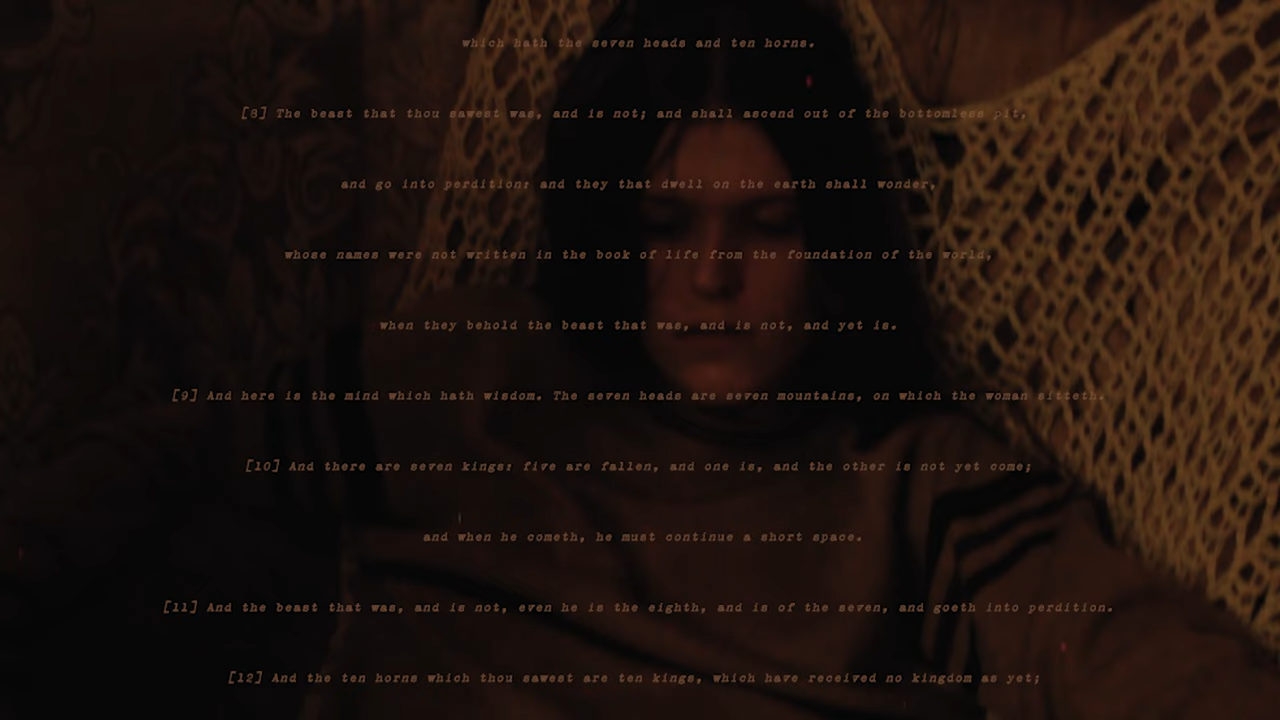 which hath the seven heads and ten horns.
[8] The beast that thou sawest was, and is not; and shall ascend out of the bottomless pit,
and go into perdition: and they that dwell on the earth shall wonder,
whose names were not written in the book of life from the foundation of the world,
when they behold the beast that was, and is not, and yet is.
[9] And here is the mind which hath wisdom. The seven heads are seven mountains, on which the woman sitteth.
[10] And there are seven kings: five are fallen, and one is, and the other is not yet come;
and when he cometh, he must continue a short space.
[11] And the beast that was, and is not, even he is the eighth, and is of the seven, and goeth into perdition.
[12] And the ten horns which thou sawest are ten kings, which have received no kingdom as yet;